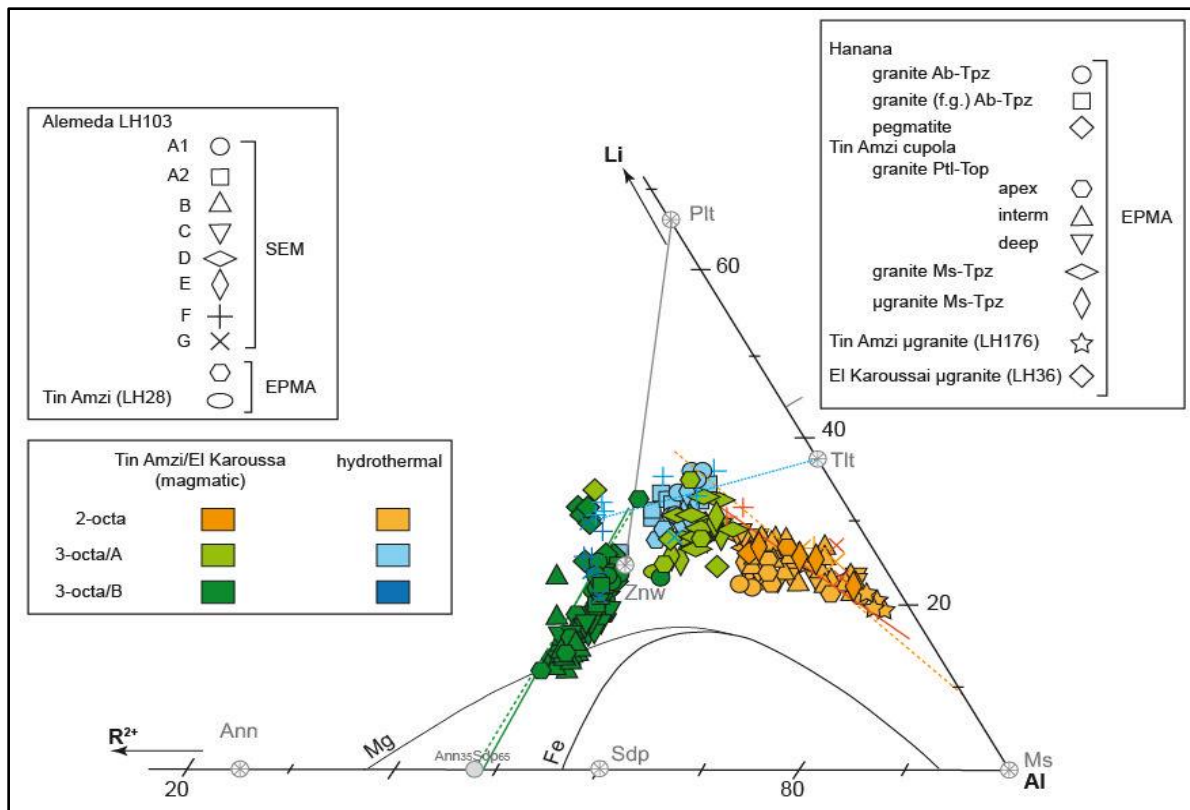 Alemeda LH103
A1
A2
B
C
D
E
F
G
SEM
EPMA
Tin Amzi (LH28)
Tin Amzi/El Karoussa
(magmatic)
hydrothermal
2-octa
3-octa/A
3-octa/B
Hanana
granite Ab-Tpz
granite (f.g.) Ab-Tpz
pegmatite
Tin Amzi cupola
granite Ptl-Top
apex
interm
deep
granite Ms-Tpz
µgranite Ms-Tpz
Tin Amzi µgranite (LH176)
El Karoussai µgranite (LH36)
EPMA
Li
Plt
60
40
Tlt
Znw
20
R²⁺
Ann
Mg
Ann35Sdp65
Fe
Sdp
Ms
Al
20
80